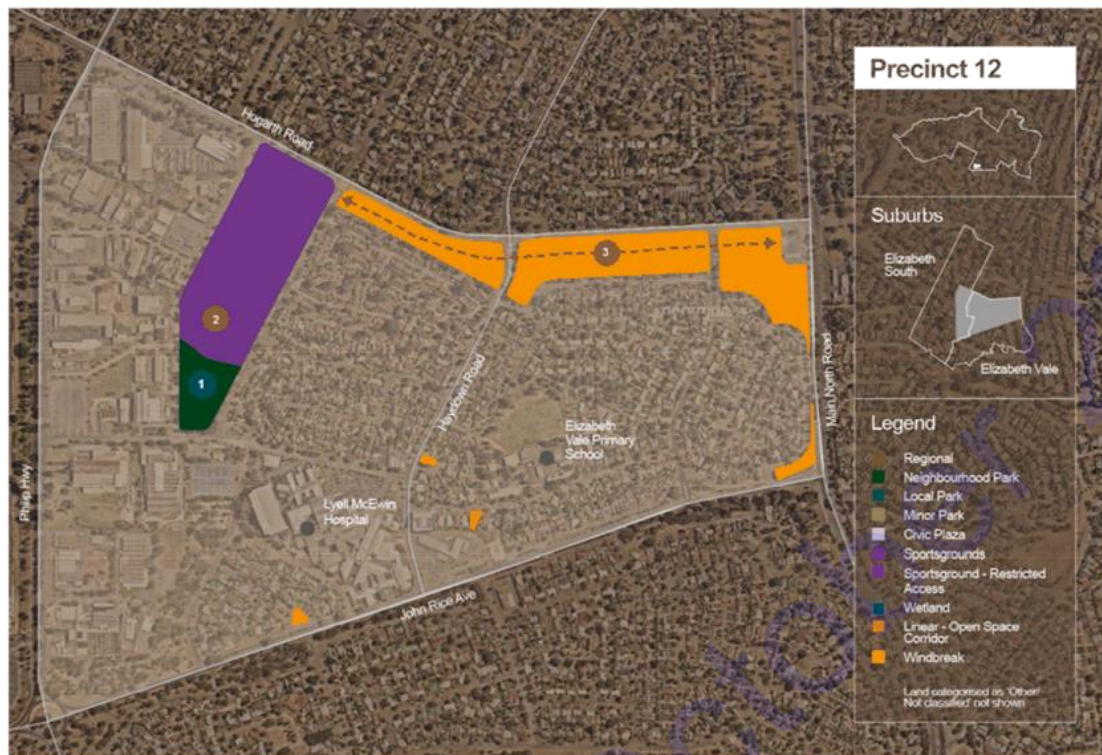 Precinct 12
Hogarth Road
Suburbs
Elizabeth
South
Elizabeth Vale
3
2
1
Haydown Road
Main North Road
Elizabeth
Vale Primary
School
Lyell McEwin
Hospital
John Rice Ave
Philip Hwy
Legend
Regional
Neighbourhood Park
Local Park
Minor Park
Civic Plaza
Sportsgrounds
Sportsground - Restricted
Access
Wetland
Linear - Open Space
Corridor
Windbreak
Land categorised as 'Other/
Not classified' not shown